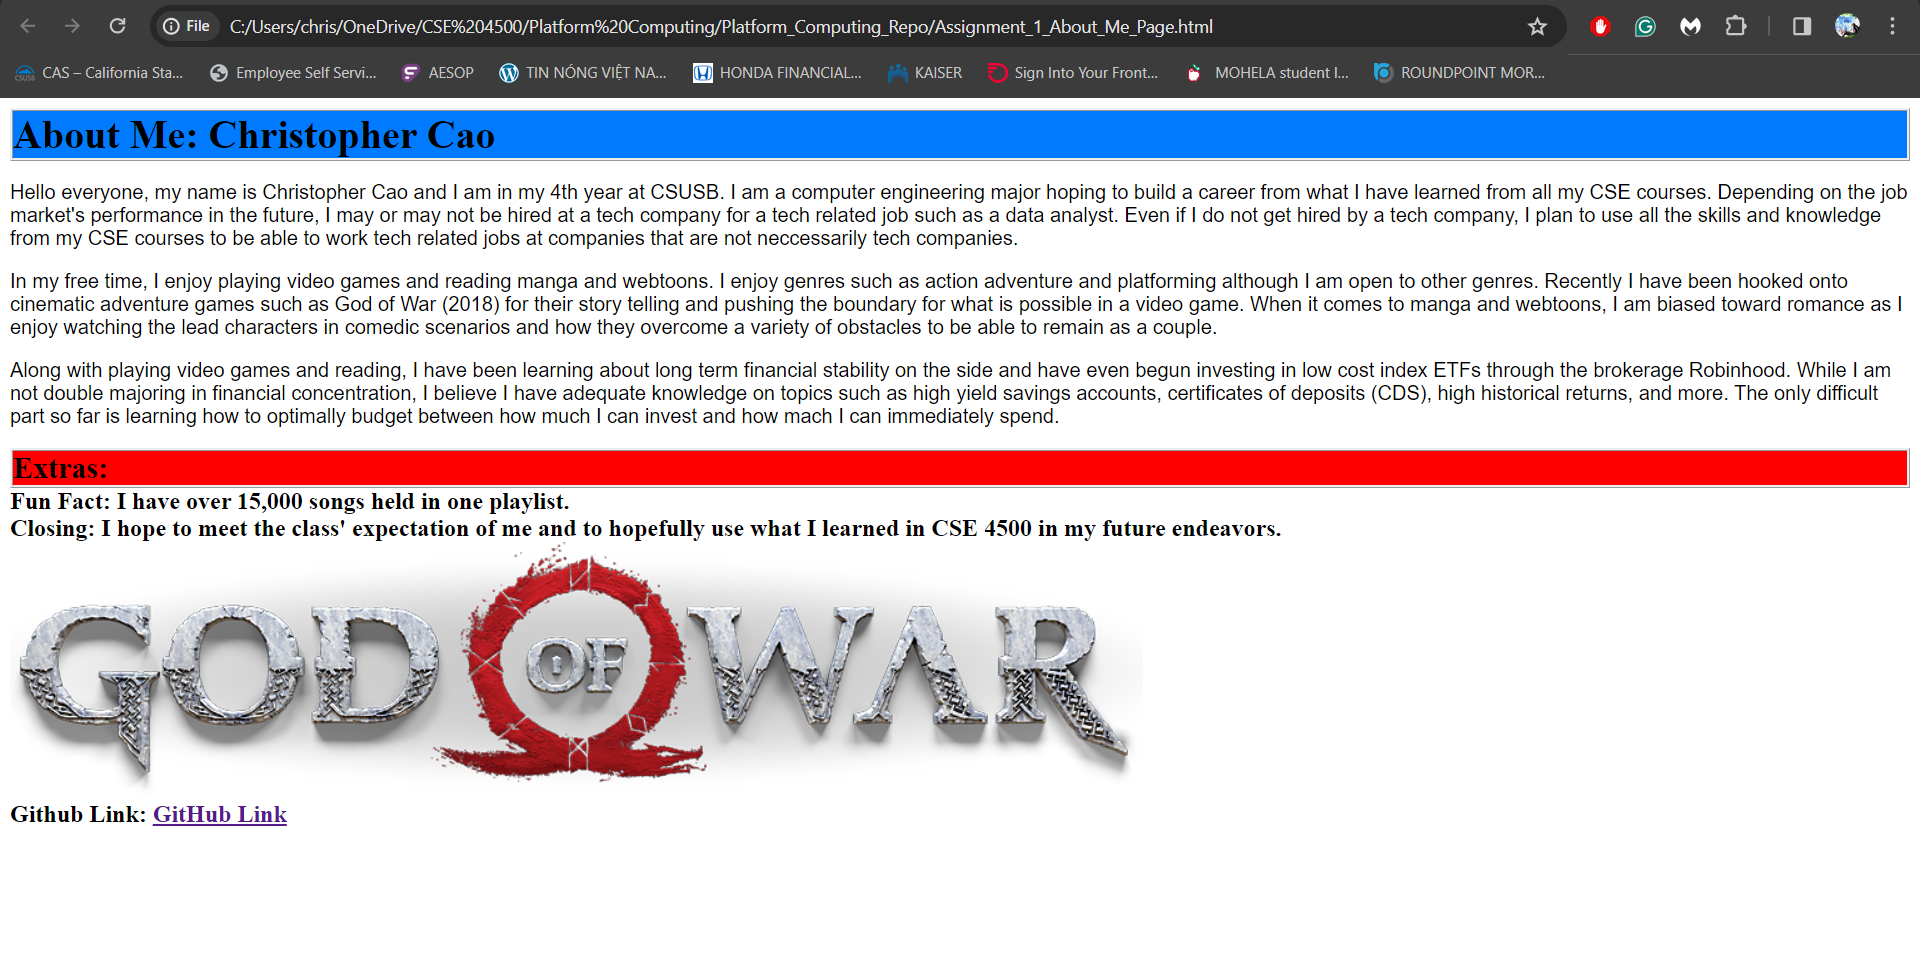 File
C:/Users/chris/OneDrive/CSE%204500/Platform%20Computing/Platform_Computing_Repo/Assignment_1_About_Me_Page.html
CAS – California Sta...
Employee Self Servi...
AESOP
TIN NÓNG VIỆT NA...
HONDA FINANCIAL...
KAISER
Sign Into Your Front...
MOHELA student l...
ROUNDPOINT MOR...
About Me: Christopher Cao
Hello everyone, my name is Christopher Cao and I am in my 4th year at CSUSB. I am a computer engineering major hoping to build a career from what I have learned from all my CSE courses. Depending on the job
market's performance in the future, I may or may not be hired at a tech company for a tech related job such as a data analyst. Even if I do not get hired by a tech company, I plan to use all the skills and knowledge
from my CSE courses to be able to work tech related jobs at companies that are not neccessarily tech companies.
In my free time, I enjoy playing video games and reading manga and webtoons. I enjoy genres such as action adventure and platforming although I am open to other genres. Recently I have been hooked onto
cinematic adventure games such as God of War (2018) for their story telling and pushing the boundary for what is possible in a video game. When it comes to manga and webtoons, I am biased toward romance as I
enjoy watching the lead characters in comedic scenarios and how they overcome a variety of obstacles to be able to remain as a couple.
Along with playing video games and reading, I have been learning about long term financial stability on the side and have even begun investing in low cost index ETFs through the brokerage Robinhood. While I am
not double majoring in financial concentration, I believe I have adequate knowledge on topics such as high yield savings accounts, certificates of deposits (CDS), high historical returns, and more. The only difficult
part so far is learning how to optimally budget between how much I can invest and how mach I can immediately spend.
Extras:
Fun Fact: I have over 15,000 songs held in one playlist.
Closing: I hope to meet the class' expectation of me and to hopefully use what I learned in CSE 4500 in my future endeavors.
GOD OF WAR
Github Link: GitHub Link